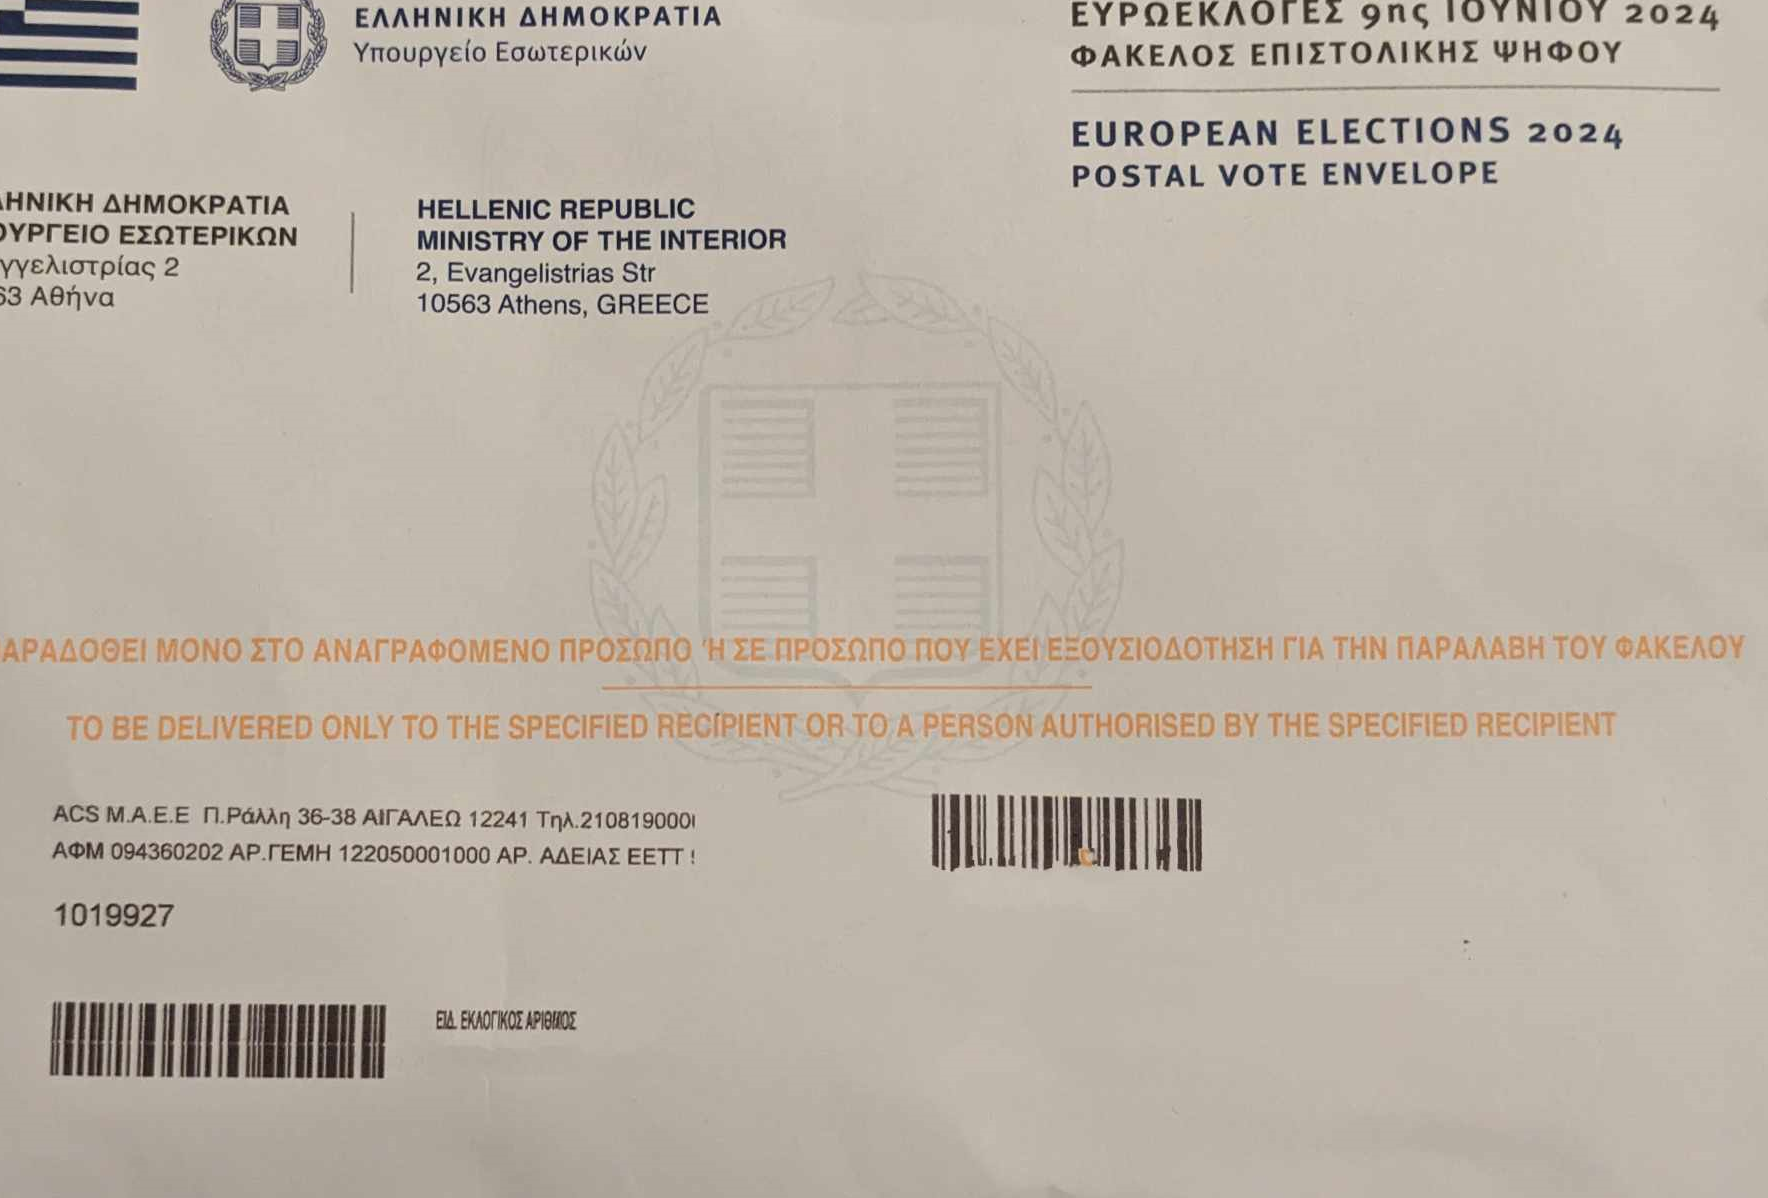 ΕΛΛΗΝΙΚΗ ΔΗΜΟΚΡΑΤΙΑ
Υπουργείο Εσωτερικών
ΕΥΡΩΕΚΛΟΓΕΣ 9ης ΙΟΥΝΙΟΥ 2024
ΦΑΚΕΛΟΣ ΕΠΙΣΤΟΛΙΚΗΣ ΨΗΦΟΥ
EUROPEAN ELECTIONS 2024
POSTAL VOTE ENVELOPE
ΛΗΝΙΚΗ ΔΗΜΟΚΡΑΤΙΑ
ΟΥΡΓΕΙΟ ΕΣΩΤΕΡΙΚΩΝ
γγελιστρίας 2
63 Αθήνα
HELLENIC REPUBLIC
MINISTRY OF THE INTERIOR
2, Evangelistrias Str
10563 Athens, GREECE
ΑΡΑΔΟΘΕΙ ΜΟΝΟ ΣΤΟ ΑΝΑΓΡΑΦΟΜΕΝΟ ΠΡΟΣΩΠΟ Ή ΣΕ ΠΡΟΣΩΠΟ ΠΟΥ ΕΧΕΙ ΕΞΟΥΣΙΟΔΟΤΗΣΗ ΓΙΑ ΤΗΝ ΠΑΡΑΛΑΒΗ ΤΟΥ ΦΑΚΕΛΟΥ
TO BE DELIVERED ONLY TO THE SPECIFIED RECIPIENT OR TO A PERSON AUTHORISED BY THE SPECIFIED RECIPIENT
ACS Μ.Α.Ε.Ε Π.Ράλλη 36-38 ΑΙΓΑΛΕΩ 12241 Τηλ.210819000
ΑΦΜ 094360202 ΑΡ.ΓΕΜΗ 122050001000 ΑΡ. ΑΔΕΙΑΣ ΕΕΤΤ
1019927
ΕΙΔ. ΕΚΛΟΓΙΚΟΣ ΑΡΙΘΜΟΣ